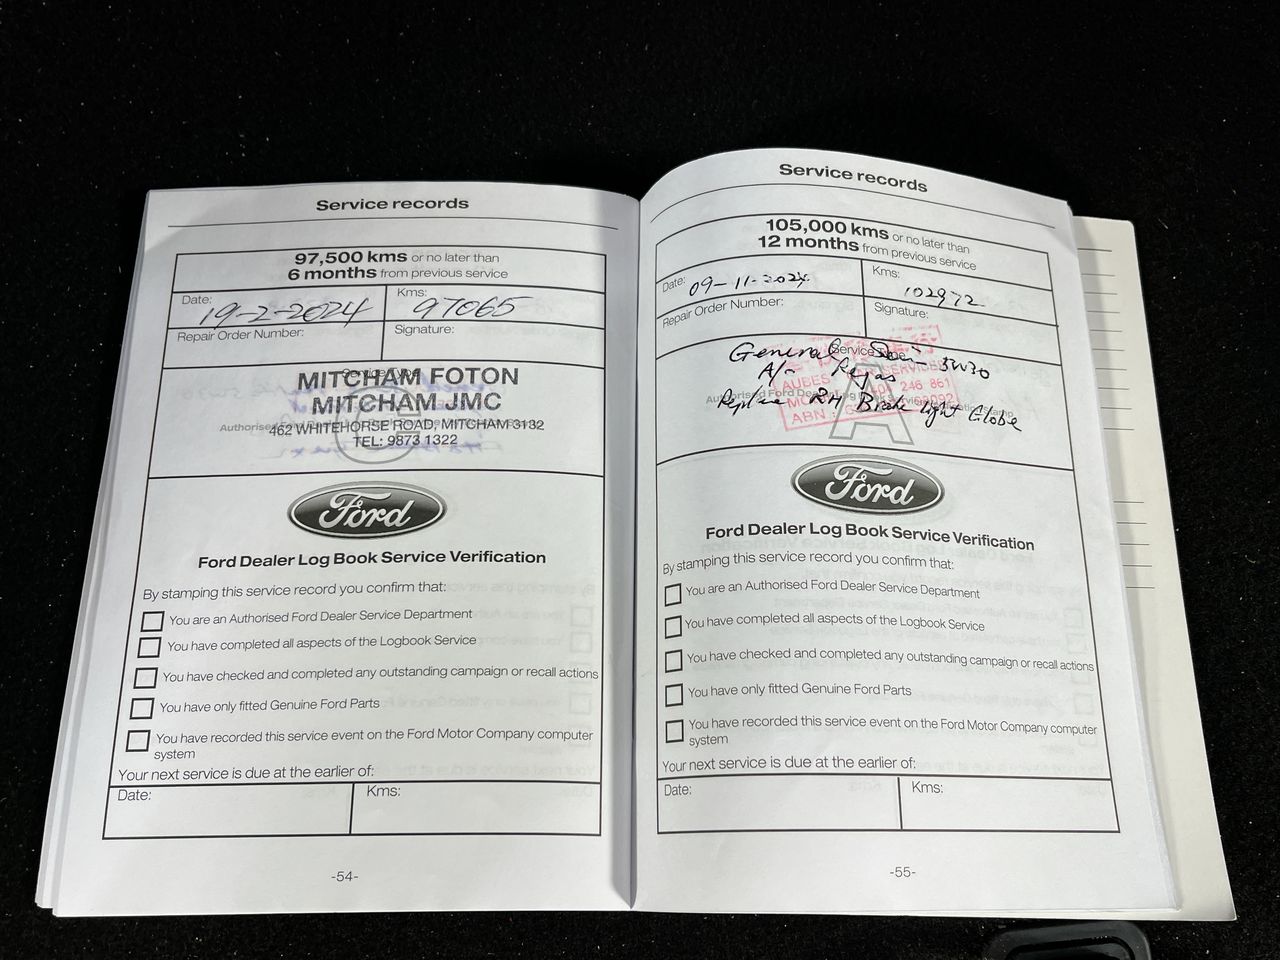 Service records
97,500 kms or no later than
6 months from previous service
Date: 19-2-2024
Kms: 97065
Repair Order Number:
Signature:
MITCHAM FOTON
MITCHAM JMC
462 WHITEHORSE ROAD, MITCHAM 3132
TEL: 9873 1322
Ford
Ford Dealer Log Book Service Verification
By stamping this service record you confirm that:
You are an Authorised Ford Dealer Service Department
You have completed all aspects of the Logbook Service
You have checked and completed any outstanding campaign or recall actions
You have only fitted Genuine Ford Parts
You have recorded this service event on the Ford Motor Company computer
system
Your next service is due at the earlier of:
Date:
Kms:
-54-
Service records
105,000 kms or no later than
12 months from previous service
Date: 09-11-2024
Kms: 102972
Repair Order Number:
Signature:
Service Type
General 5W30
A/- Regas
Replace RH Brake light Globe
Authorised Ford
246 861
ABN :
A
Ford
Ford Dealer Log Book Service Verification
By stamping this service record you confirm that:
You are an Authorised Ford Dealer Service Department
You have completed all aspects of the Logbook Service
You have checked and completed any outstanding campaign or recall actions
You have only fitted Genuine Ford Parts
You have recorded this service event on the Ford Motor Company computer
system
Your next service is due at the earlier of:
Date:
Kms:
-55-